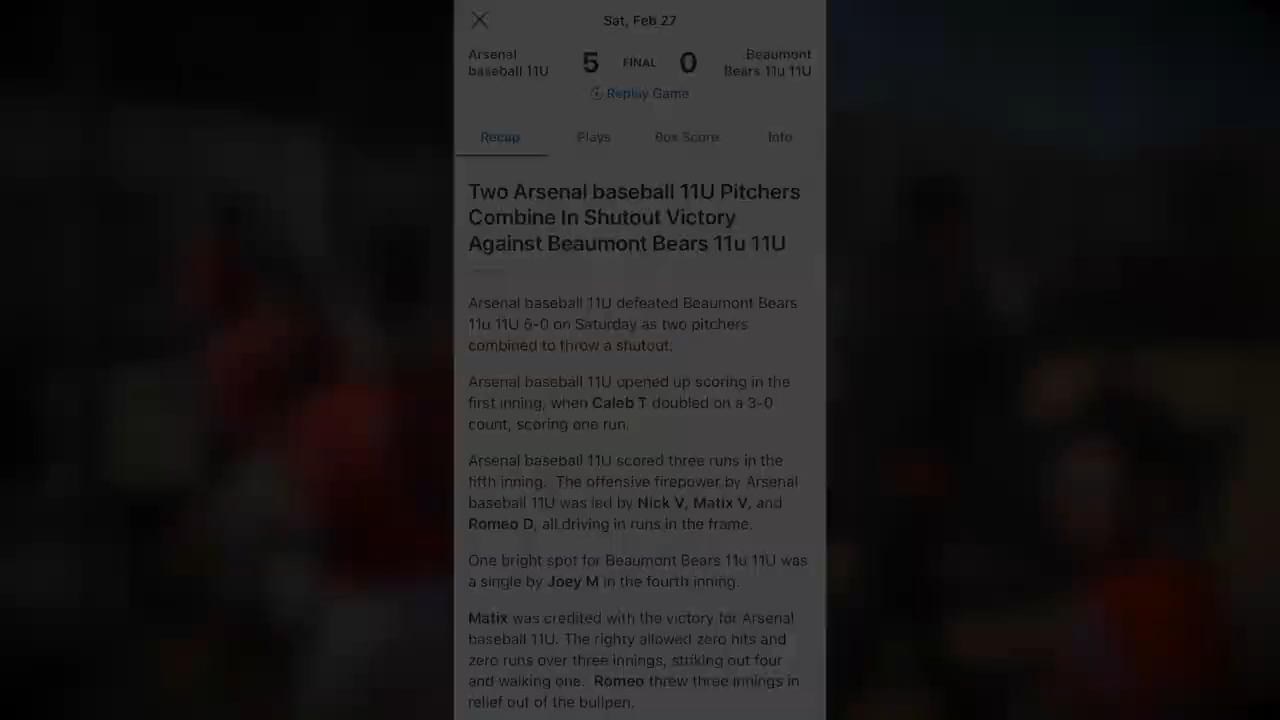 Sat, Feb 27
Arsenal baseball 11U
5 FINAL 0
Beaumont Bears 11u 11U
Replay Game
Recap Plays Box Score Info
Two Arsenal baseball 11U Pitchers
Combine In Shutout Victory
Against Beaumont Bears 11u 11U
Arsenal baseball 11U defeated Beaumont Bears
11u 11U 5-0 on Saturday as two pitchers
combined to throw a shutout.
Arsenal baseball 11U opened up scoring in the
first inning, when Caleb T doubled on a 3-0
count, scoring one run.
Arsenal baseball 11U scored three runs in the
fifth inning. The offensive firepower by Arsenal
baseball 11U was led by Nick V, Matix V, and
Romeo D, all driving in runs in the frame.
One bright spot for Beaumont Bears 11u 11U was
a single by Joey M in the fourth inning.
Matix was credited with the victory for Arsenal
baseball 11U. The righty allowed zero hits and
zero runs over three innings, striking out four
and walking one. Romeo threw three innings in
relief out of the bullpen.